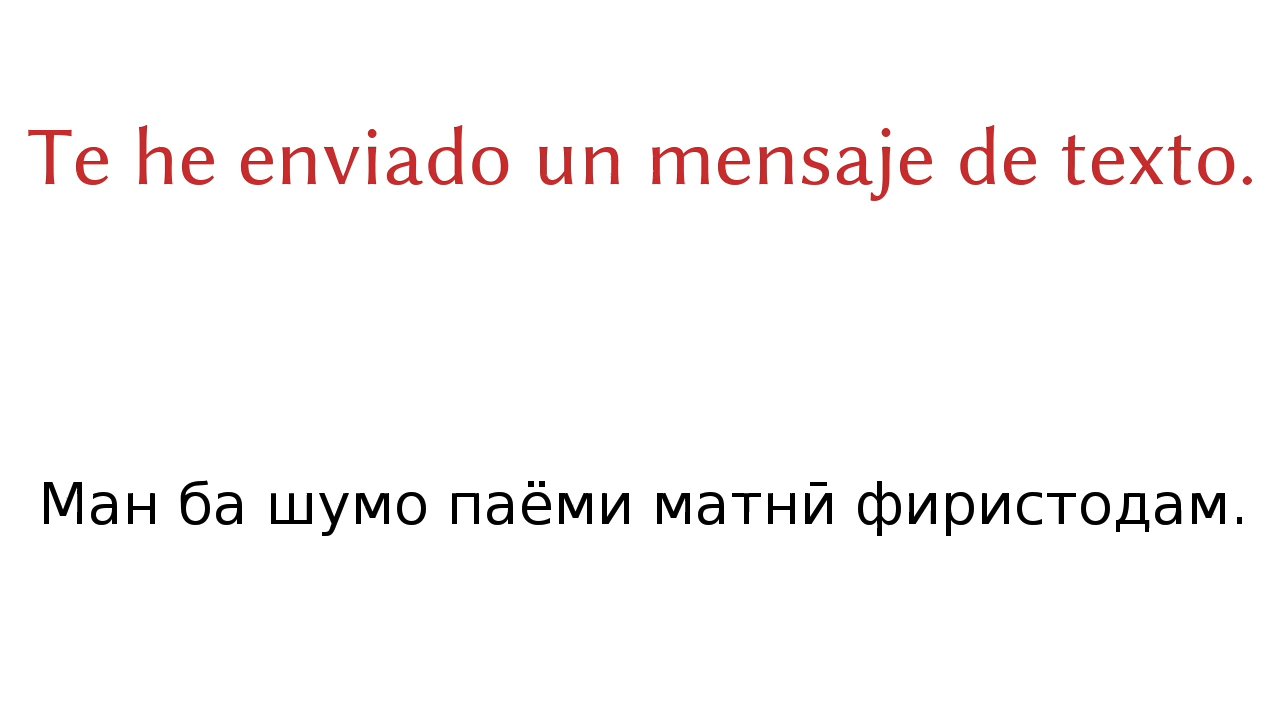 Te he enviado un mensaje de texto.
Ман ба шумо паёми матнӣ фиристодам.